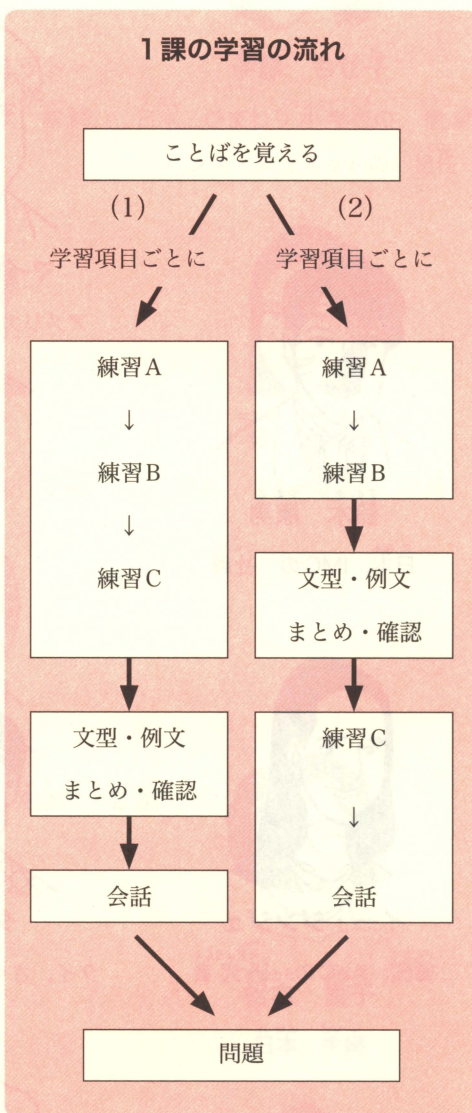 1課の学習の流れ
ことばを覚える
(1)
(2)
学習項目ごとに
学習項目ごとに
練習A
↓
練習B
↓
練習C
文型・例文
まとめ・確認
会話
練習A
↓
練習B
文型・例文
まとめ・確認
練習C
↓
会話
問題